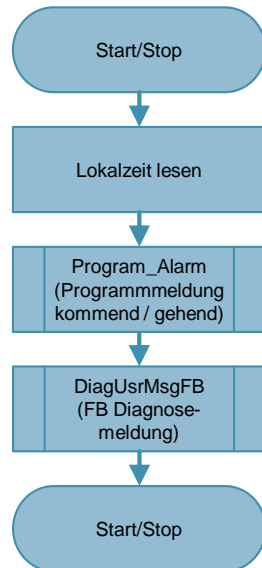 Start/Stop
Lokalzeit lesen
Program_Alarm
(Programmmeldung
kommend / gehend)
DiagUsrMsgFB
(FB Diagnose-
meldung)
Start/Stop